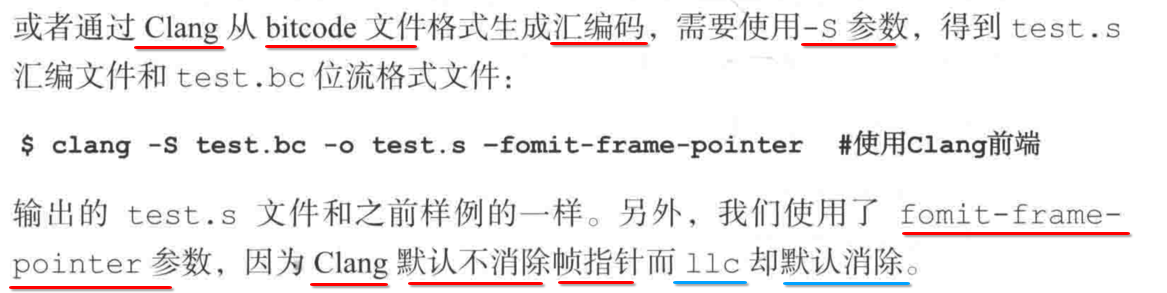 或者通过 Clang 从 bitcode 文件格式生成汇编码，需要使用-S 参数，得到 test.s
汇编文件和 test.bc 位流格式文件：
$ clang -S test.bc -o test.s –fomit-frame-pointer #使用Clang前端
输出的 test.s 文件和之前样例的一样。另外，我们使用了 fomit-frame-
pointer 参数，因为 Clang 默认不消除帧指针而 llc 却默认消除。